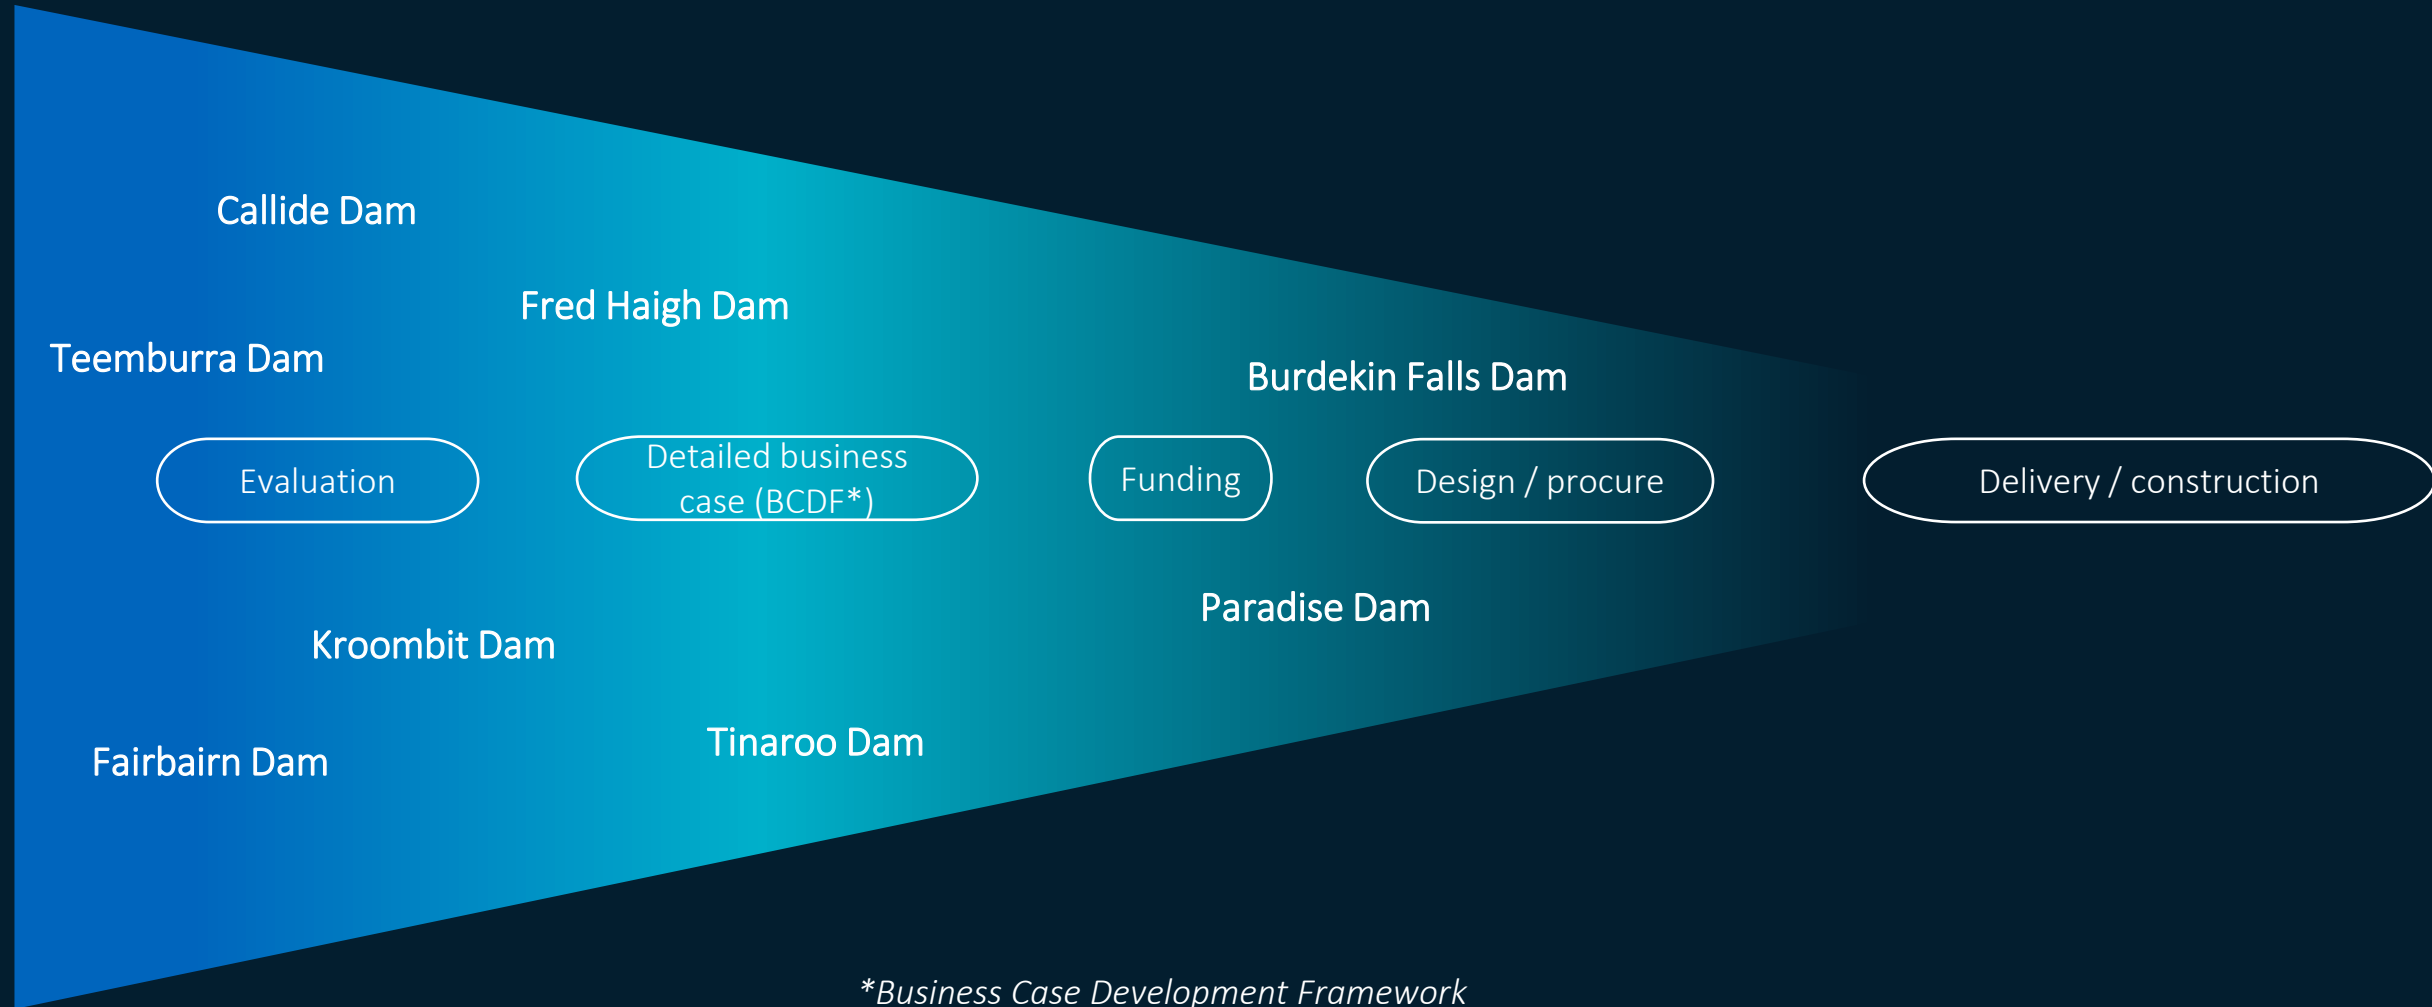 Callide Dam
Fred Haigh Dam
Teemburra Dam
Burdekin Falls Dam
Evaluation
Detailed business
case (BCDF*)
Funding
Design / procure
Delivery / construction
Paradise Dam
Kroombit Dam
Tinaroo Dam
Fairbairn Dam
*Business Case Development Framework